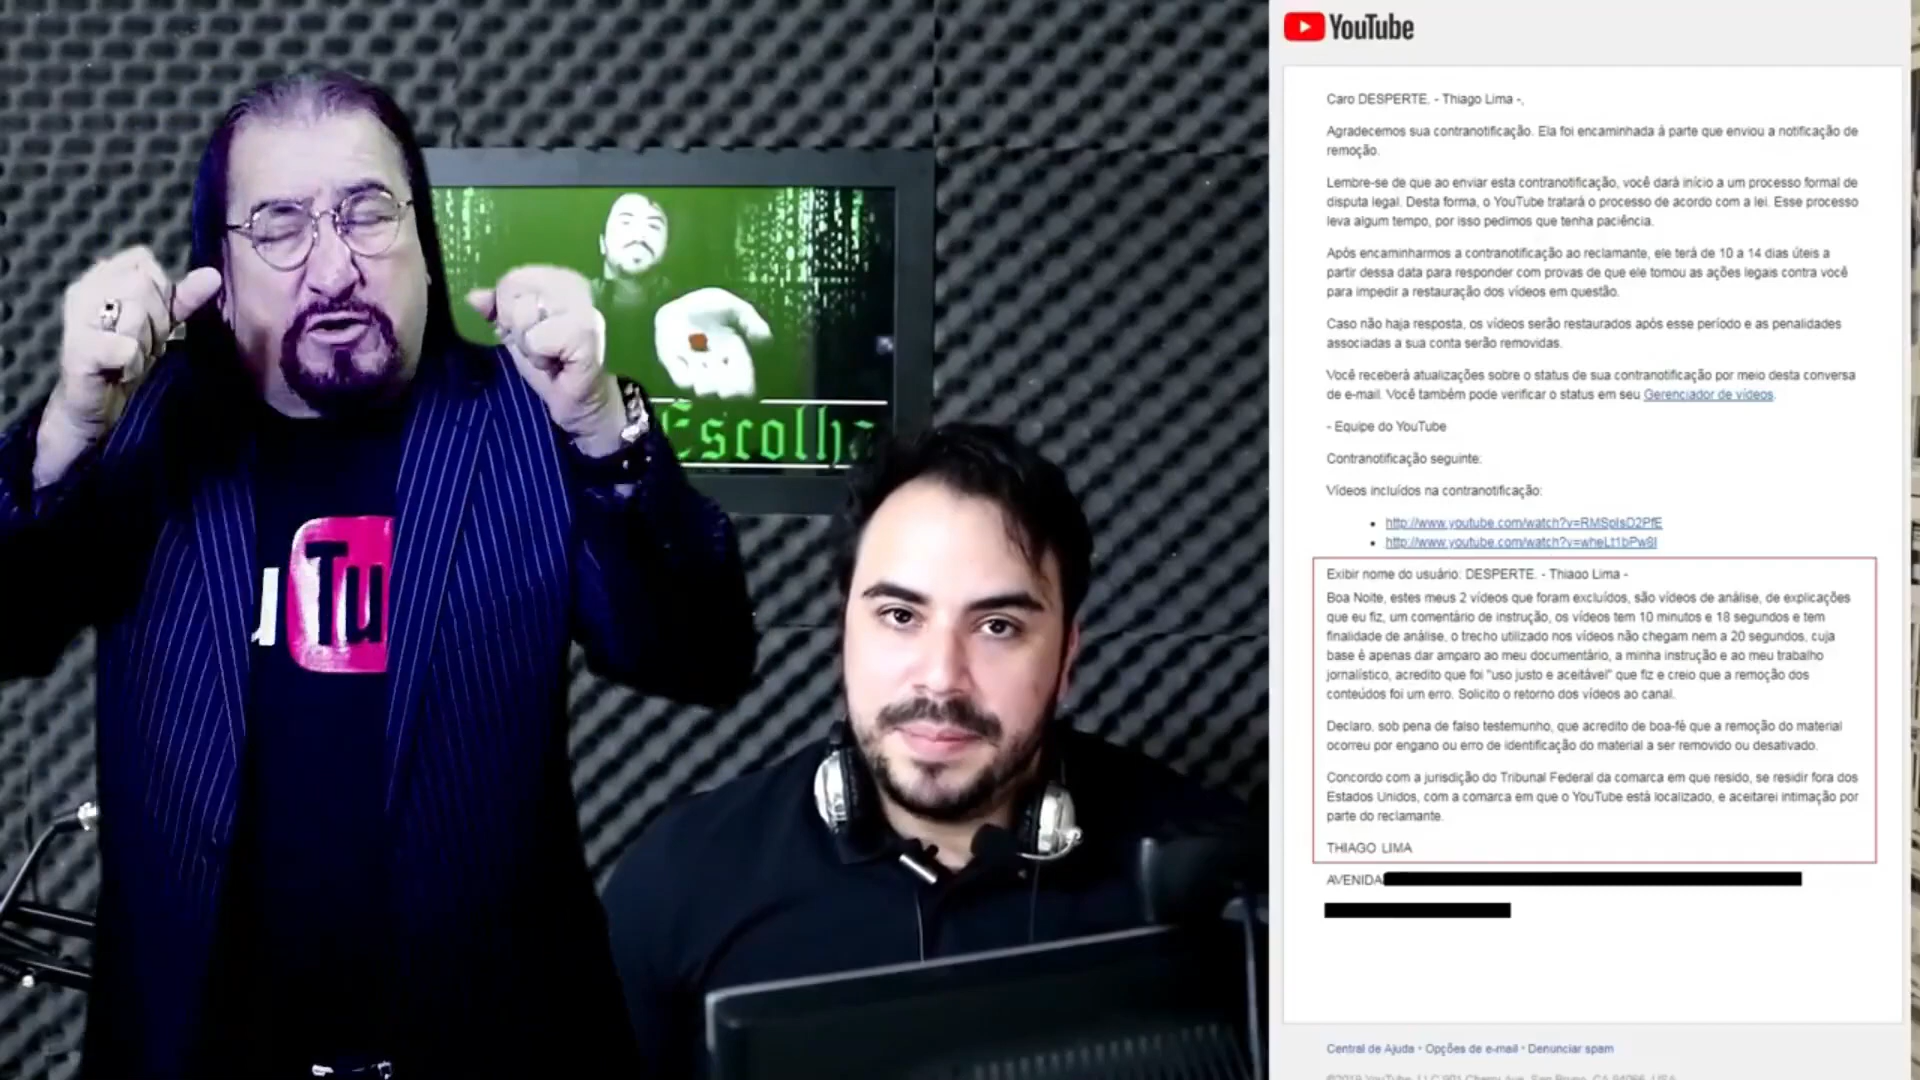 YouTube
Caro DESPERTE. - Thiago Lima -,
Agradecemos sua contranotificação. Ela foi encaminhada à parte que enviou a notificação de
remoção.
Lembre-se de que ao enviar esta contranotificação, você dará início a um processo formal de
disputa legal. Desta forma, o YouTube tratará o processo de acordo com a lei. Esse processo
leva algum tempo, por isso pedimos que tenha paciência.
Após encaminharmos a contranotificação ao reclamante, ele terá de 10 a 14 dias úteis a
partir dessa data para responder com provas de que ele tomou as ações legais contra você
para impedir a restauração dos vídeos em questão.
Caso não haja resposta, os vídeos serão restaurados após esse período e as penalidades
associadas a sua conta serão removidas.
Você receberá atualizações sobre o status de sua contranotificação por meio desta conversa
de e-mail. Você também pode verificar o status em seu Gerenciador de vídeos.
- Equipe do YouTube
Contranotificação seguinte:
Vídeos incluídos na contranotificação:
Exibir nome do usuário: DESPERTE. - Thiago Lima -
Boa Noite, estes meus 2 vídeos que foram excluídos, são vídeos de análise, de explicações
que eu fiz, um comentário de instrução, os vídeos tem 10 minutos e 18 segundos e tem
finalidade de análise, o trecho utilizado nos vídeos não chegam nem a 20 segundos, cuja
base é apenas dar amparo ao meu documentário, a minha instrução e ao meu trabalho
jornalístico, acredito que foi "uso justo e aceitável" que fiz e creio que a remoção dos
conteúdos foi um erro. Solicito o retorno dos vídeos ao canal.
Declaro, sob pena de falso testemunho, que acredito de boa-fé que a remoção do material
ocorreu por engano ou erro de identificação do material a ser removido ou desativado.
Concordo com a jurisdição do Tribunal Federal da comarca em que resido, se residir fora dos
Estados Unidos, com a comarca em que o YouTube está localizado, e aceitarei intimação por
parte do reclamante.
THIAGO LIMA
AVENIDA
Central de Ajuda • Opções de e-mail • Denunciar spam
Escolha
Tu